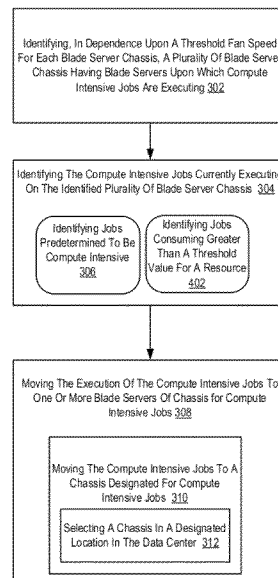 Identifying, In Dependence Upon A Threshold Fan Speed
For Each Blade Server Chassis, A Plurality Of Blade Server
Chassis Having Blade Servers Upon Which Compute
Intensive Jobs Are Executing 302
Identifying The Compute Intensive Jobs Currently Executing
On The Identified Plurality Of Blade Server Chassis 304
Identifying Jobs
Predetermined To Be
Compute Intensive
306
Identifying Jobs
Consuming Greater
Than A Threshold
Value For A Resource
402
Moving The Execution Of The Compute Intensive Jobs To
One Or More Blade Servers Of Chassis for Compute
Intensive Jobs 308
Moving The Compute Intensive Jobs To A
Chassis Designated For Compute
Intensive Jobs 310
Selecting A Chassis In A Designated
Location In The Data Center 312